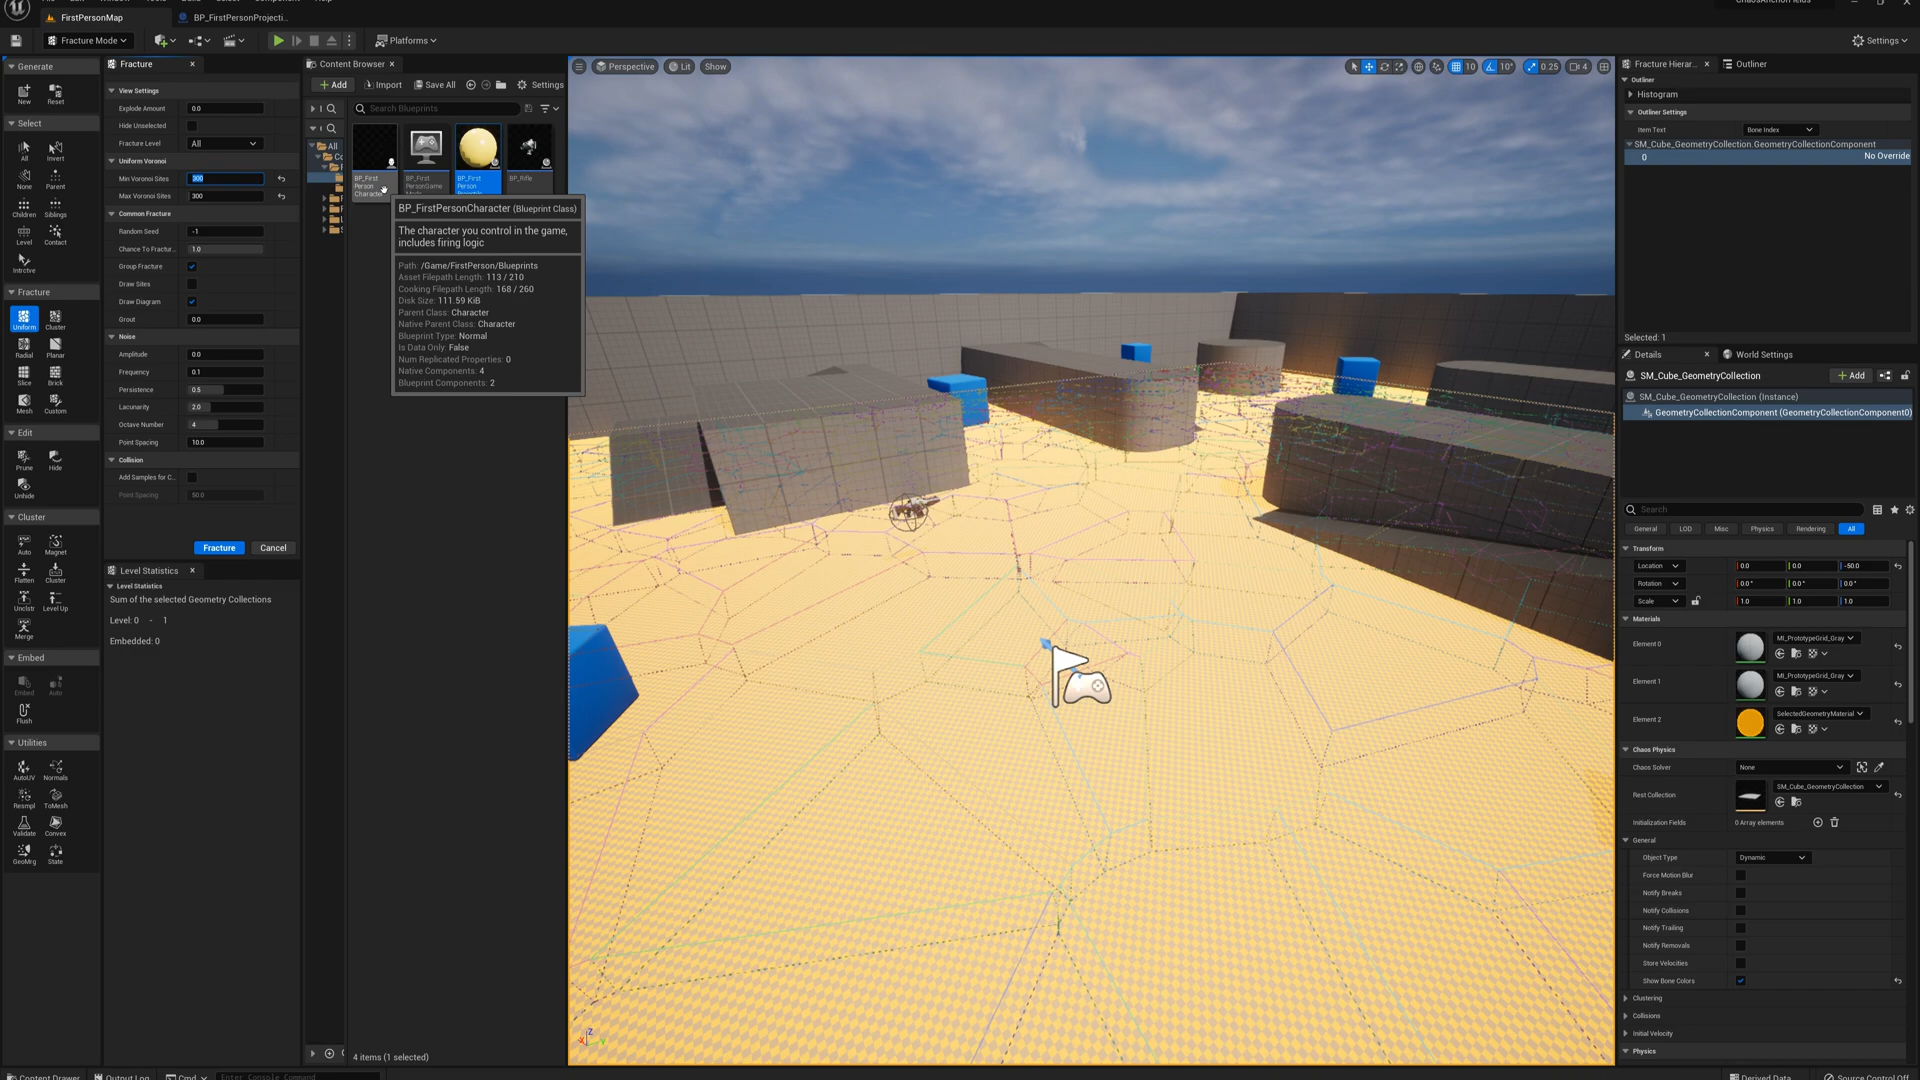 FirstPersonMap
BP_FirstPersonProjecti...
Fracture Mode
Platforms
Settings
Generate
New
Reset
Select
All
Invert
None
Parent
Children
Siblings
Level
Contact
Intrctve
Fracture
Uniform
Cluster
Radial
Planar
Slice
Brick
Mesh
Custom
Edit
Prune
Hide
Unhide
Cluster
Auto
Magnet
Flatten
Cluster
Unclstr
Level Up
Merge
Embed
Embed
Auto
Flush
Utilities
AutoUV
Normals
Resmpl
ToMesh
Validate
Convex
GeoMrg
State
Fracture
View Settings
Explode Amount 0.0
Hide Unselected
Fracture Level All
Uniform Voronoi
Min Voronoi Sites 300
Max Voronoi Sites 300
Common Fracture
Random Seed -1
Chance To Fractur... 1.0
Group Fracture
Draw Sites
Draw Diagram
Grout 0.0
Noise
Amplitude 0.0
Frequency 0.1
Persistence 0.5
Lacunarity 2.0
Octave Number 4
Point Spacing 10.0
Collision
Add Samples for C...
Point Spacing 50.0
Fracture Cancel
Level Statistics
Level Statistics
Sum of the selected Geometry Collections
Level: 0 - 1
Embedded: 0
Content Browser
Add Import Save All Settings
Search Blueprints
All
BP_First
Person
Character
BP_First
PersonGame
BP_First
Person
BP_Rifle
BP_FirstPersonCharacter (Blueprint Class)
The character you control in the game,
includes firing logic
Path: /Game/FirstPerson/Blueprints
Asset Filepath Length: 113 / 210
Cooking Filepath Length: 168 / 260
Disk Size: 111.59 KiB
Parent Class: Character
Native Parent Class: Character
Blueprint Type: Normal
Is Data Only: False
Num Replicated Properties: 0
Native Components: 4
Blueprint Components: 2
4 items (1 selected)
Perspective Lit Show
10 10° 0.25 4
Z
X
Y
Fracture Hierar...
Outliner
Outliner
Histogram
Outliner Settings
Item Text Bone Index
SM_Cube_GeometryCollection.GeometryCollectionComponent
0 No Override
Selected: 1
Details
World Settings
SM_Cube_GeometryCollection
Add
SM_Cube_GeometryCollection (Instance)
GeometryCollectionComponent (GeometryCollectionComponent0)
Search
General LOD Misc Physics Rendering All
Transform
Location 0.0 0.0 -50.0
Rotation 0.0° 0.0° 0.0°
Scale 1.0 1.0 1.0
Materials
Element 0 MI_PrototypeGrid_Gray
Element 1 MI_PrototypeGrid_Gray
Element 2 SelectedGeometryMaterial
Chaos Physics
Chaos Solver None
Rest Collection SM_Cube_GeometryCollection
Initialization Fields 0 Array elements
General
Object Type Dynamic
Force Motion Blur
Notify Breaks
Notify Collisions
Notify Trailing
Notify Removals
Store Velocities
Show Bone Colors
Clustering
Collisions
Initial Velocity
Physics
Content Drawer Output Log Cmd Enter Console Command
Derived Data Source Control Off